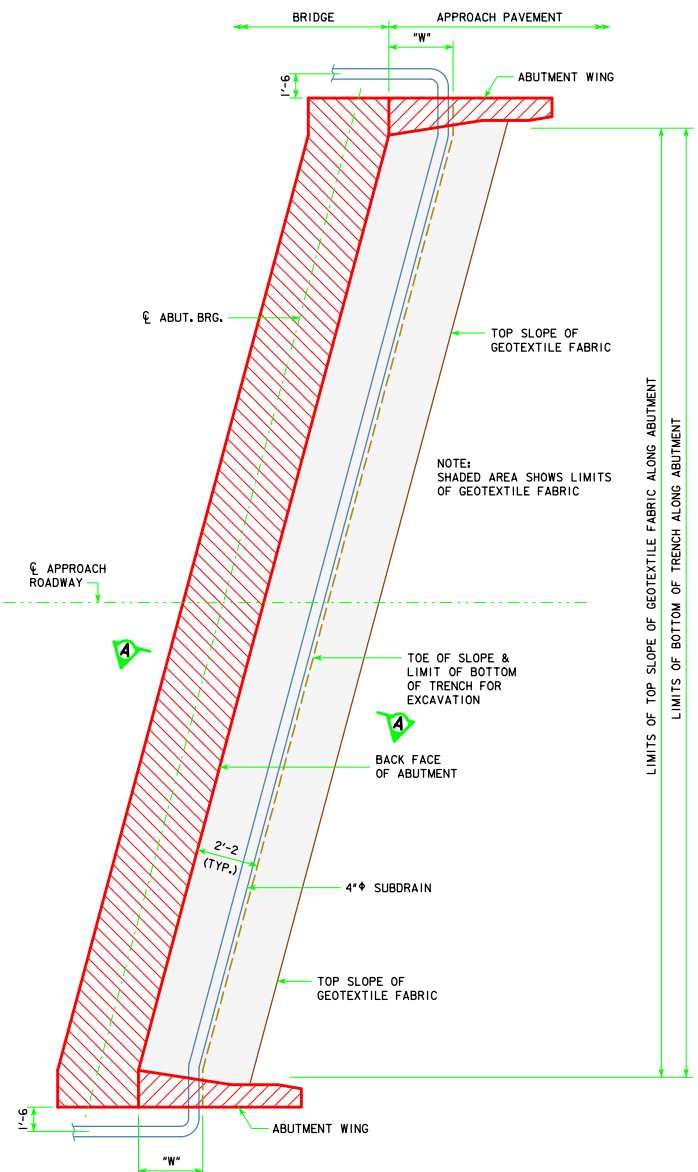 BRIDGE
APPROACH PAVEMENT
"W"
1'-6
ABUTMENT WING
℄ ABUT. BRG.
TOP SLOPE OF
GEOTEXTILE FABRIC
NOTE:
SHADED AREA SHOWS LIMITS
OF GEOTEXTILE FABRIC
LIMITS OF TOP SLOPE OF GEOTEXTILE FABRIC ALONG ABUTMENT
LIMITS OF BOTTOM OF TRENCH ALONG ABUTMENT
℄ APPROACH
ROADWAY
A
TOE OF SLOPE &
LIMIT OF BOTTOM
OF TRENCH FOR
EXCAVATION
A
BACK FACE
OF ABUTMENT
2'-2
(TYP.)
4"Φ SUBDRAIN
TOP SLOPE OF
GEOTEXTILE FABRIC
1'-6
ABUTMENT WING
"W"